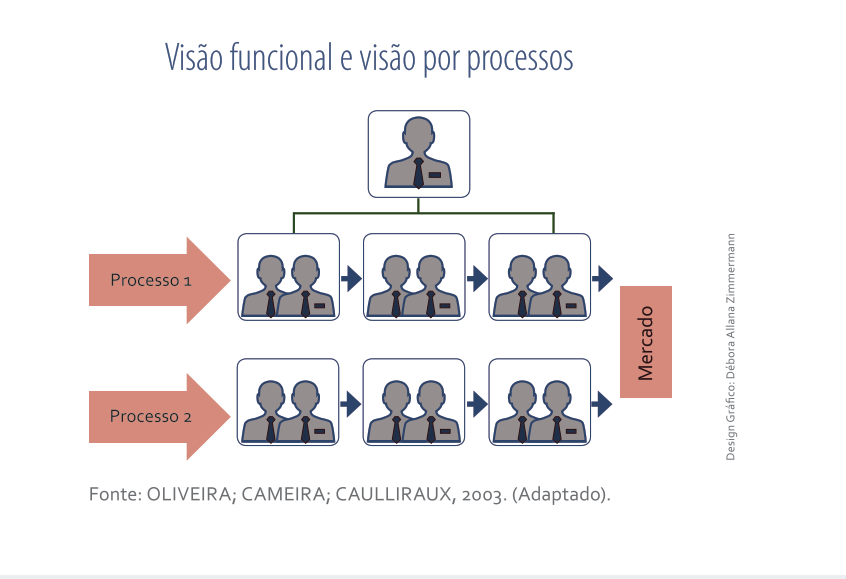 Visão funcional e visão por processos
Processo 1
Mercado
Processo 2
Design Gráfico: Débora Allana Zimmermann
Fonte: OLIVEIRA; CAMEIRA; CAULLIRAUX, 2003. (Adaptado).